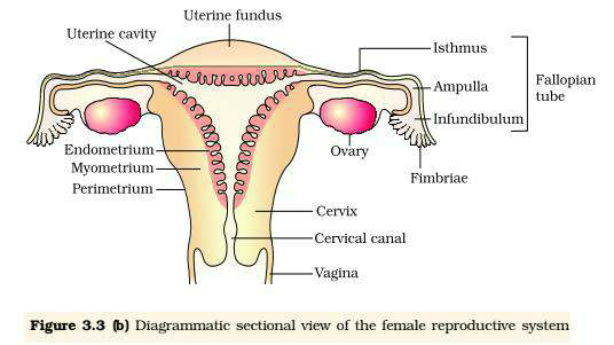 Uterine fundus
Uterine cavity
Isthmus
Ampulla
Fallopian
tube
Infundibulum
Endometrium
Ovary
Myometrium
Fimbriae
Perimetrium
Cervix
Cervical canal
Vagina
Figure 3.3 (b) Diagrammatic sectional view of the female reproductive system